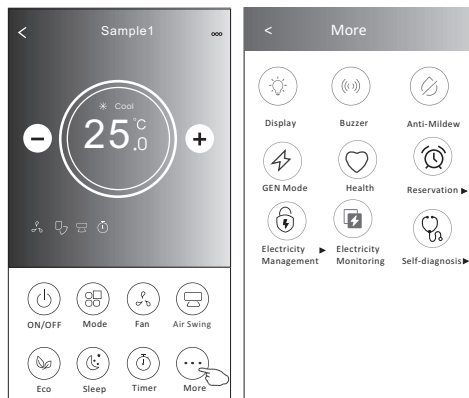 Sample1
Cool
25.0°C
ON/OFF Mode Fan Air Swing
Eco Sleep Timer More
More
Display Buzzer Anti-Mildew
GEN Mode Health Reservation
Electricity Management Electricity Monitoring Self-diagnosis